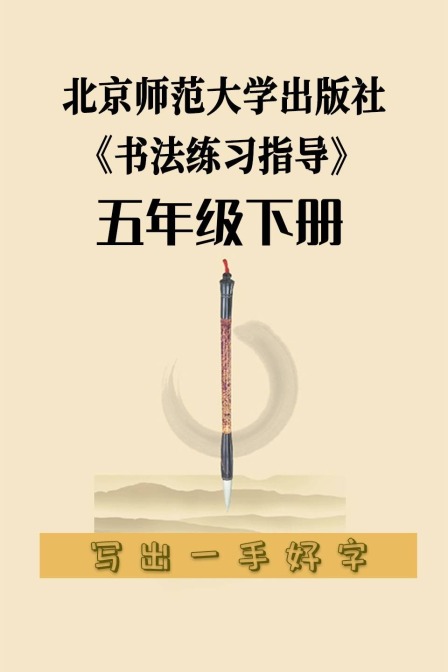 北京师范大学出版社
《书法练习指导》
五年级下册
写出一手好字